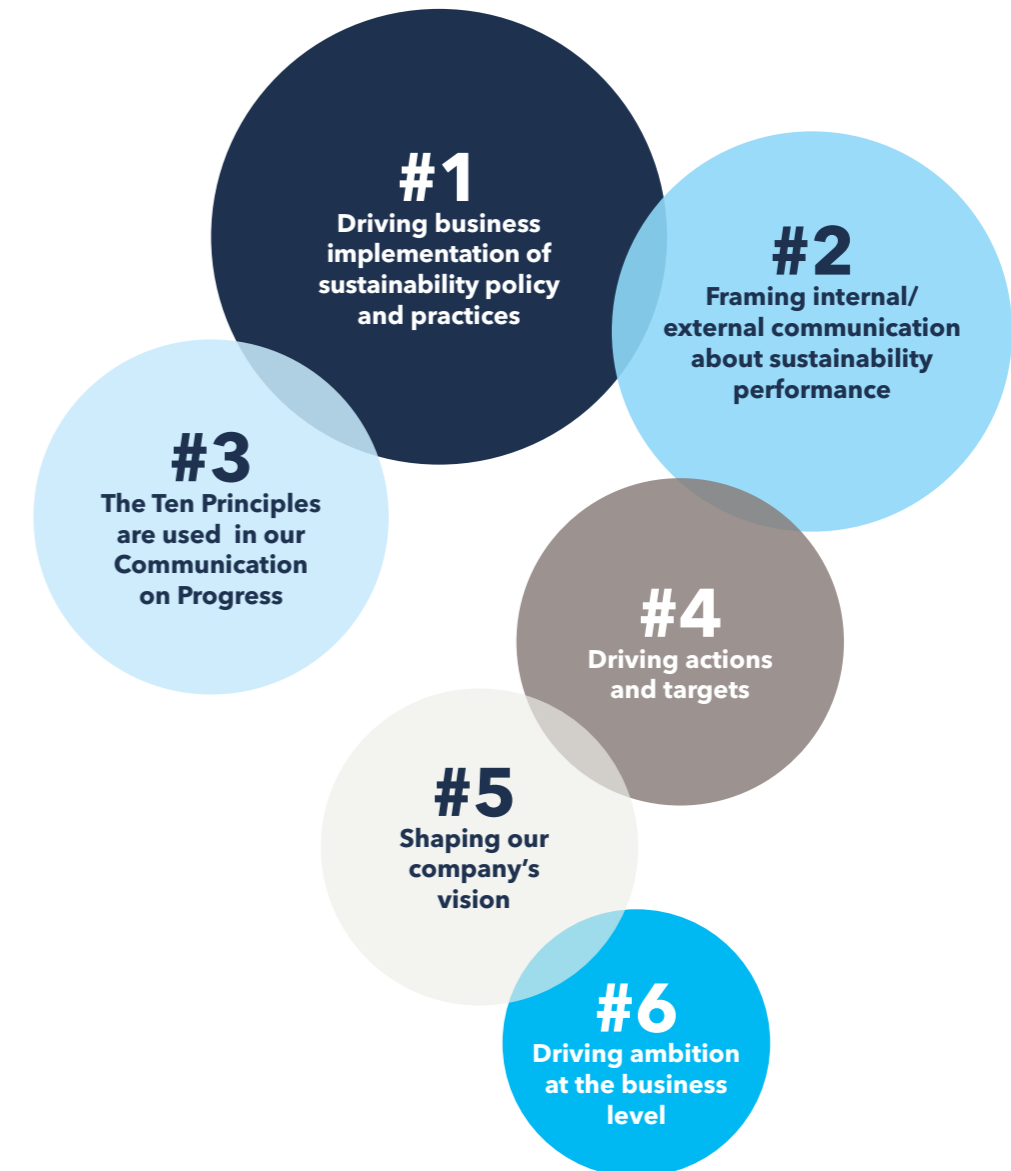 #1
Driving business
implementation of
sustainability policy
and practices
#2
Framing internal/
external communication
about sustainability
performance
#3
The Ten Principles
are used  in our
Communication
on Progress
#4
Driving actions
and targets
#5
Shaping our
company’s
vision
#6
Driving ambition
at the business
level